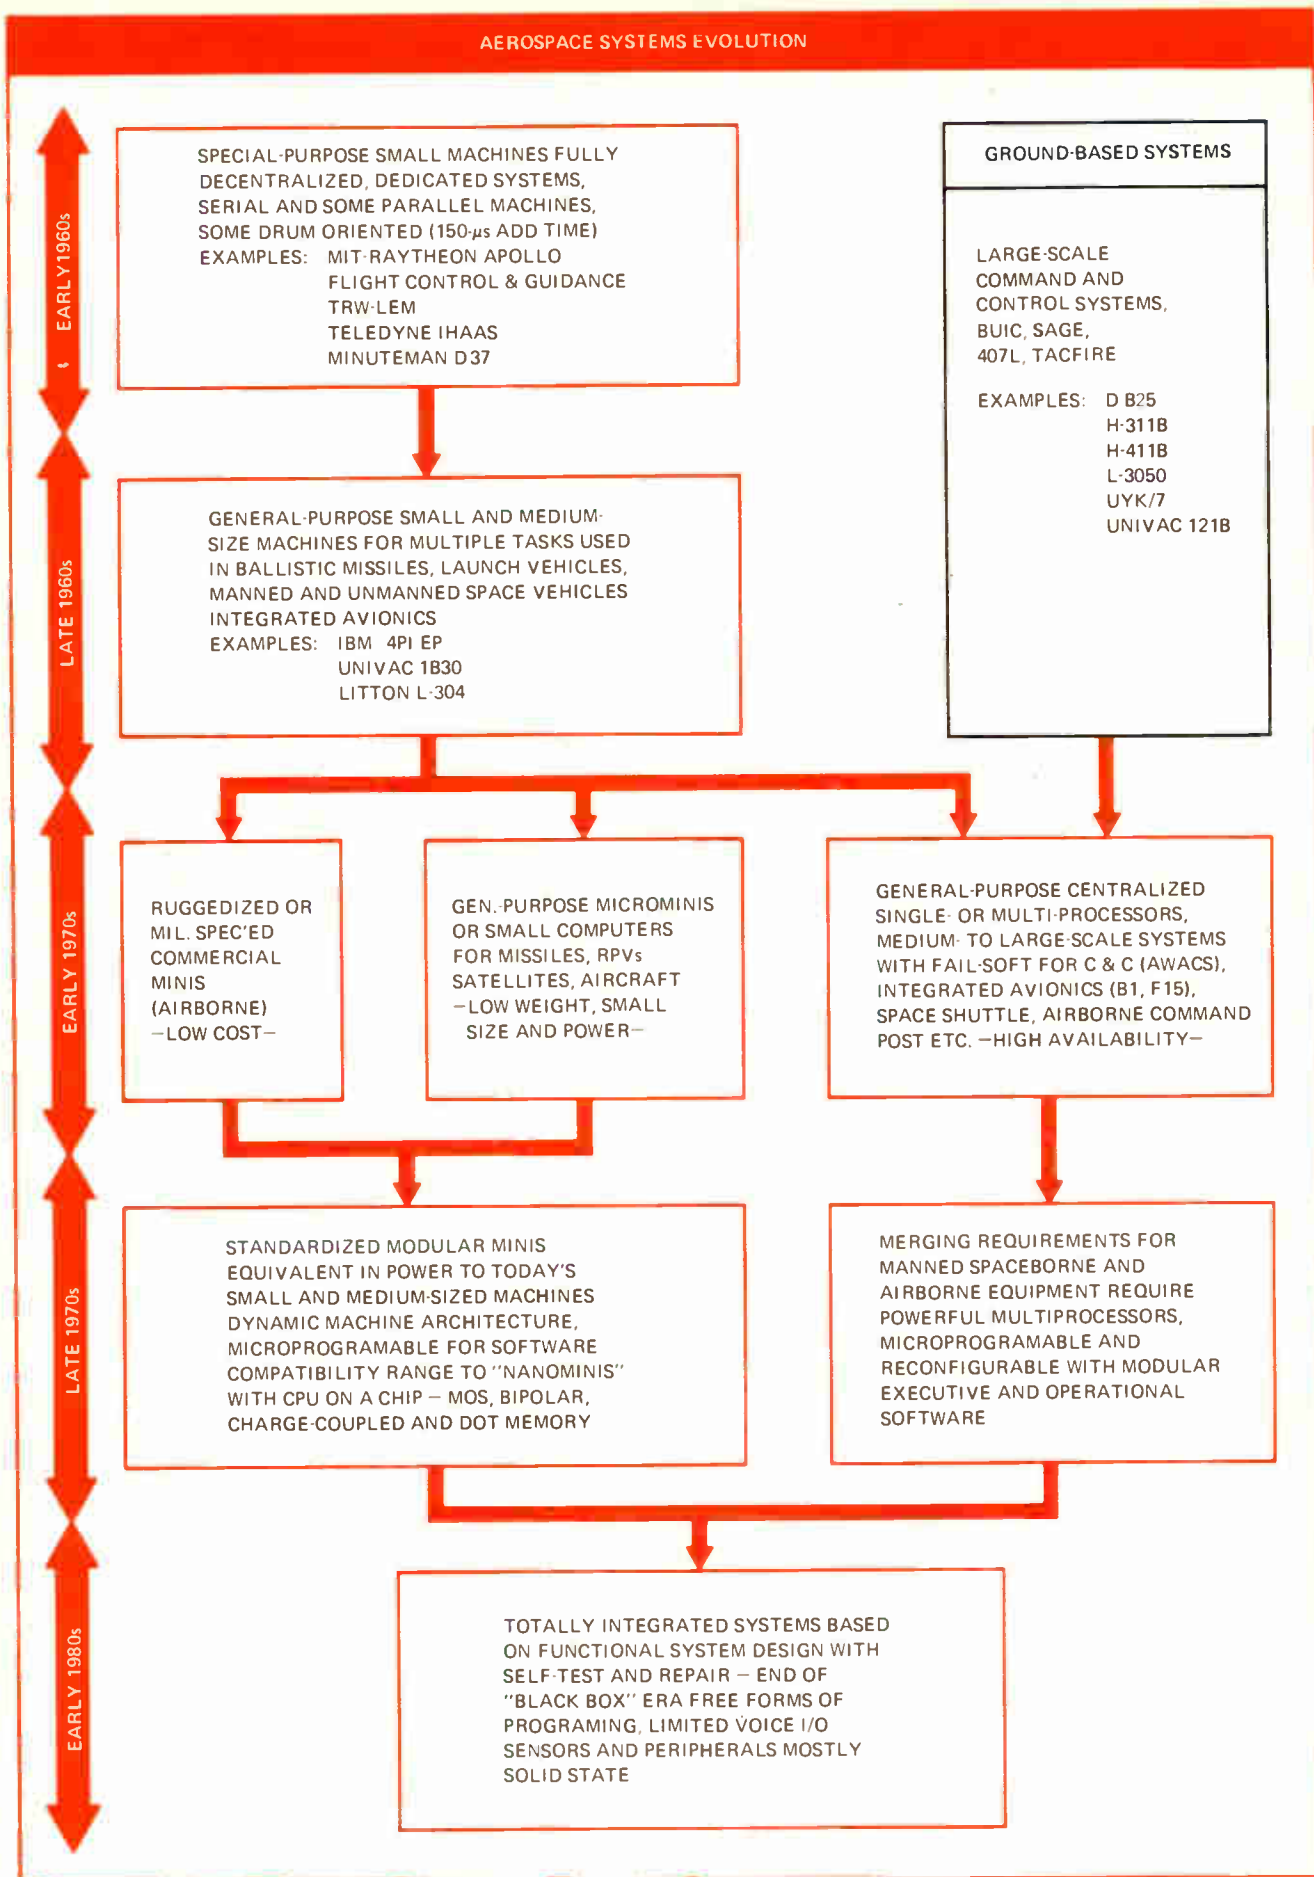 AEROSPACE SYSTEMS EVOLUTION
EARLY 1960s
SPECIAL-PURPOSE SMALL MACHINES FULLY
DECENTRALIZED, DEDICATED SYSTEMS,
SERIAL AND SOME PARALLEL MACHINES,
SOME DRUM ORIENTED (150-μs ADD TIME)
EXAMPLES: MIT-RAYTHEON APOLLO
FLIGHT CONTROL & GUIDANCE
TRW-LEM
TELEDYNE IHAAS
MINUTEMAN D37
GROUND-BASED SYSTEMS
LARGE-SCALE
COMMAND AND
CONTROL SYSTEMS,
BUIC, SAGE,
407L, TACFIRE
EXAMPLES: D B25
H-311B
H-411B
L-3050
UYK/7
UNIVAC 121B
LATE 1960s
GENERAL-PURPOSE SMALL AND MEDIUM-
SIZE MACHINES FOR MULTIPLE TASKS USED
IN BALLISTIC MISSILES, LAUNCH VEHICLES,
MANNED AND UNMANNED SPACE VEHICLES
INTEGRATED AVIONICS
EXAMPLES: IBM 4PI EP
UNIVAC 1B30
LITTON L-304
EARLY 1970s
RUGGEDIZED OR
MIL. SPEC'ED
COMMERCIAL
MINIS
(AIRBORNE)
—LOW COST—
GEN.-PURPOSE MICROMINIS
OR SMALL COMPUTERS
FOR MISSILES, RPVs
SATELLITES, AIRCRAFT
—LOW WEIGHT, SMALL
SIZE AND POWER—
GENERAL-PURPOSE CENTRALIZED
SINGLE- OR MULTI-PROCESSORS,
MEDIUM- TO LARGE-SCALE SYSTEMS
WITH FAIL-SOFT FOR C & C (AWACS),
INTEGRATED AVIONICS (B1, F15),
SPACE SHUTTLE, AIRBORNE COMMAND
POST ETC. —HIGH AVAILABILITY—
LATE 1970s
STANDARDIZED MODULAR MINIS
EQUIVALENT IN POWER TO TODAY'S
SMALL AND MEDIUM-SIZED MACHINES
DYNAMIC MACHINE ARCHITECTURE,
MICROPROGRAMABLE FOR SOFTWARE
COMPATIBILITY RANGE TO "NANOMINIS"
WITH CPU ON A CHIP — MOS, BIPOLAR,
CHARGE-COUPLED AND DOT MEMORY
MERGING REQUIREMENTS FOR
MANNED SPACEBORNE AND
AIRBORNE EQUIPMENT REQUIRE
POWERFUL MULTIPROCESSORS,
MICROPROGRAMABLE AND
RECONFIGURABLE WITH MODULAR
EXECUTIVE AND OPERATIONAL
SOFTWARE
EARLY 1980s
TOTALLY INTEGRATED SYSTEMS BASED
ON FUNCTIONAL SYSTEM DESIGN WITH
SELF-TEST AND REPAIR — END OF
"BLACK BOX" ERA FREE FORMS OF
PROGRAMING, LIMITED VOICE I/O
SENSORS AND PERIPHERALS MOSTLY
SOLID STATE